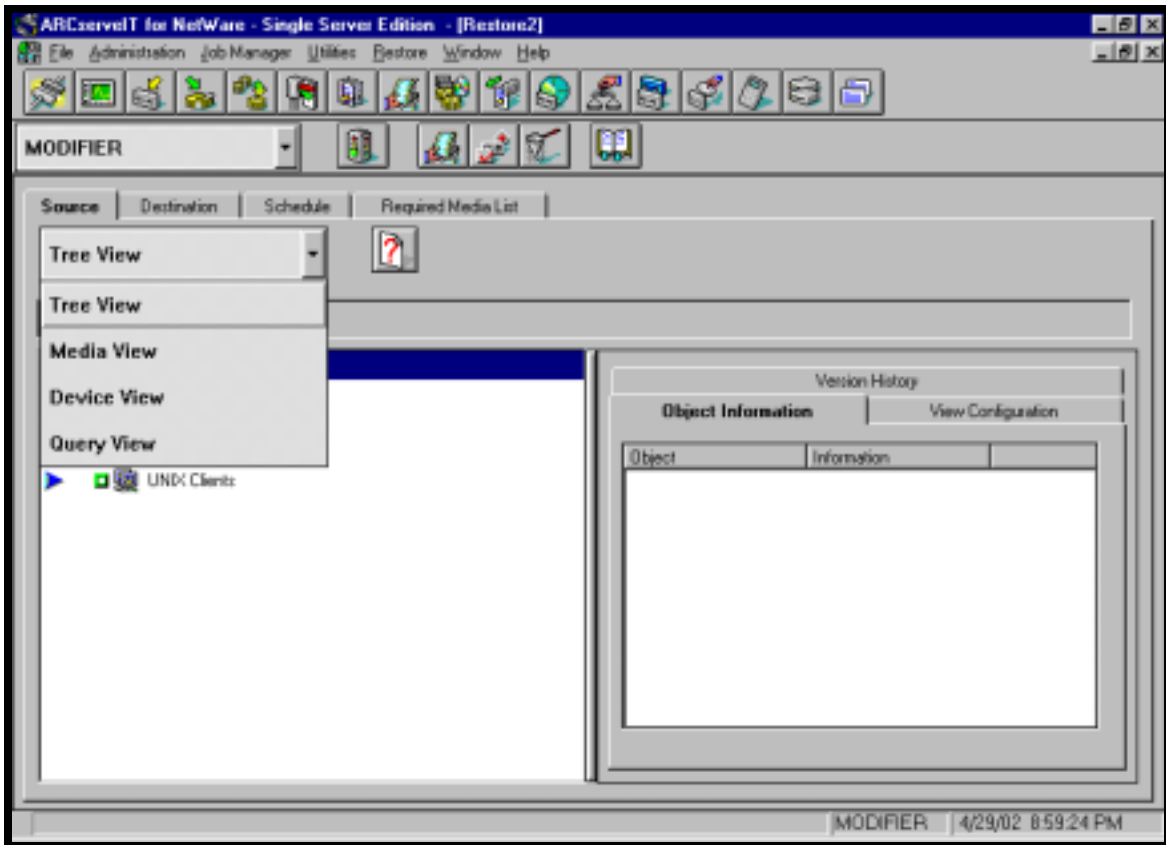 ARCserveIT for NetWare - Single Server Edition - [Restore2]
File Administration Job Manager Utilities Restore Window Help
MODIFIER
Source Destination Schedule Required Media List
Tree View
Tree View
Media View
Device View
Query View
UNIX Clients
Version History
Object Information View Configuration
Object Information
MODIFIER 4/29/02 8:59:24 PM